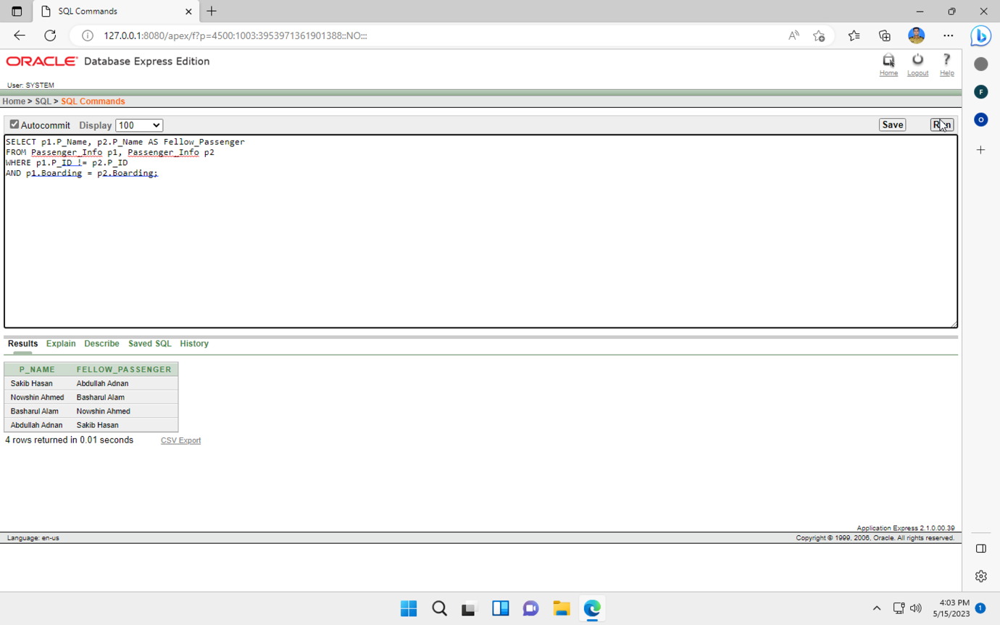 SQL Commands
127.0.0.1:8080/apex/f?p=4500:1003:3953971361901388::NO:::
ORACLE Database Express Edition
Home Logout Help
User: SYSTEM
Home > SQL > SQL Commands
Autocommit Display 100 Save Run
SELECT p1.P_Name, p2.P_Name AS Fellow_Passenger
FROM Passenger_Info p1, Passenger_Info p2
WHERE p1.P_ID != p2.P_ID
AND p1.Boarding = p2.Boarding;
Results Explain Describe Saved SQL History
P_NAME FELLOW_PASSENGER
Sakib Hasan Abdullah Adnan
Nowshin Ahmed Basharul Alam
Basharul Alam Nowshin Ahmed
Abdullah Adnan Sakib Hasan
4 rows returned in 0.01 seconds CSV Export
Application Express 2.1.0.00.39
Language: en-us Copyright © 1999, 2006, Oracle. All rights reserved.
4:03 PM
5/15/2023 1
F
O